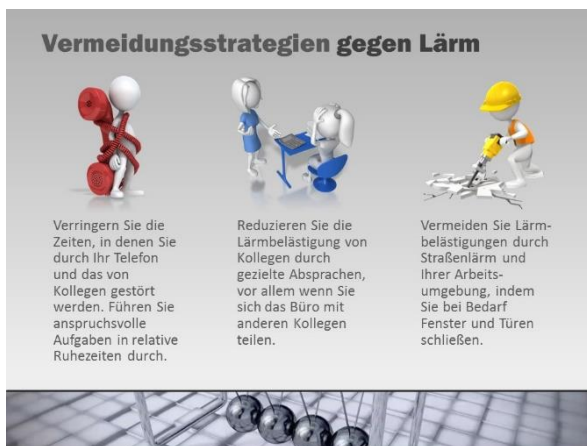 Vermeidungsstrategien gegen Lärm
Verringern Sie die
Zeiten, in denen Sie
durch Ihr Telefon
und das von
Kollegen gestört
werden. Führen Sie
anspruchsvolle
Aufgaben in relative
Ruhezeiten durch.
Reduzieren Sie die
Lärmbelästigung von
Kollegen durch
gezielte Absprachen,
vor allem wenn Sie
sich das Büro mit
anderen Kollegen
teilen.
Vermeiden Sie Lärm-
belästigungen durch
Straßenlärm und
Ihrer Arbeits-
umgebung, indem
Sie bei Bedarf
Fenster und Türen
schließen.